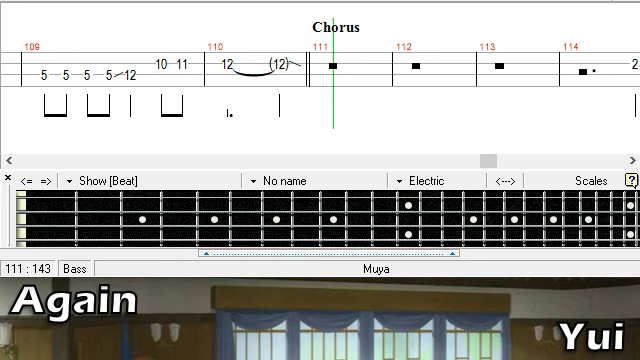 Chorus
109 110 111 112 113 114
10 11 12 (12) 2
5 5 5 5 12
<= => Show [Beat] No name Electric <---> Scales ?
111 : 143 Bass Muya
Again
Yui